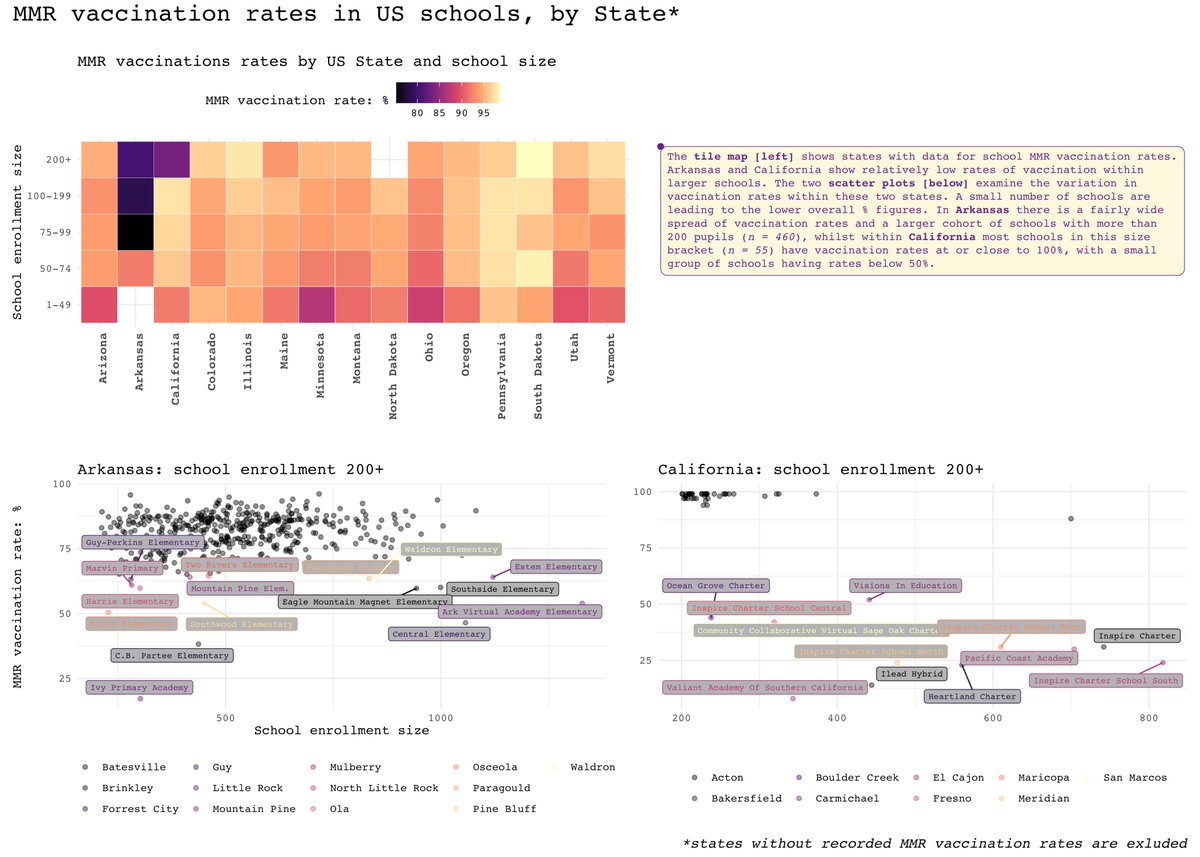 MMR vaccination rates in US schools, by State*
MMR vaccinations rates by US State and school size
MMR vaccination rate: %
80 85 90 95
School enrollment size
200+
100-199
75-99
50-74
1-49
Arizona
Arkansas
California
Colorado
Illinois
Maine
Minnesota
Montana
North Dakota
Ohio
Oregon
Pennsylvania
South Dakota
Utah
Vermont
The tile map [left] shows states with data for school MMR vaccination rates.
Arkansas and California show relatively low rates of vaccination within
larger schools. The two scatter plots [below] examine the variation in
vaccination rates within these two states. A small number of schools are
leading to the lower overall % figures. In Arkansas there is a fairly wide
spread of vaccination rates and a larger cohort of schools with more than
200 pupils (n = 460), whilst within California most schools in this size
bracket (n = 55) have vaccination rates at or close to 100%, with a small
group of schools having rates below 50%.
Arkansas: school enrollment 200+
MMR vaccination rate: %
100
75
50
25
Guy-Perkins Elementary
Waldron Elementary
Marvin Primary
Two Rivers Elementary
Estem Elementary
Mountain Pine Elem.
Southside Elementary
Harris Elementary
Eagle Mountain Magnet Elementary
Ark Virtual Academy Elementary
Southwood Elementary
Central Elementary
C.B. Partee Elementary
Ivy Primary Academy
500 1000
School enrollment size
Batesville Guy Mulberry Osceola Waldron
Brinkley Little Rock North Little Rock Paragould
Forrest City Mountain Pine Ola Pine Bluff
California: school enrollment 200+
100
75
50
25
Ocean Grove Charter
Visions In Education
Inspire Charter School Central
Community Collaborative Virtual Sage Oak Charte
Inspire Charter School Kern
Inspire Charter
Inspire Charter School North
Pacific Coast Academy
Ilead Hybrid
Inspire Charter School South
Valiant Academy Of Southern California
Heartland Charter
200 400 600 800
Acton Boulder Creek El Cajon Maricopa San Marcos
Bakersfield Carmichael Fresno Meridian
*states without recorded MMR vaccination rates are exluded